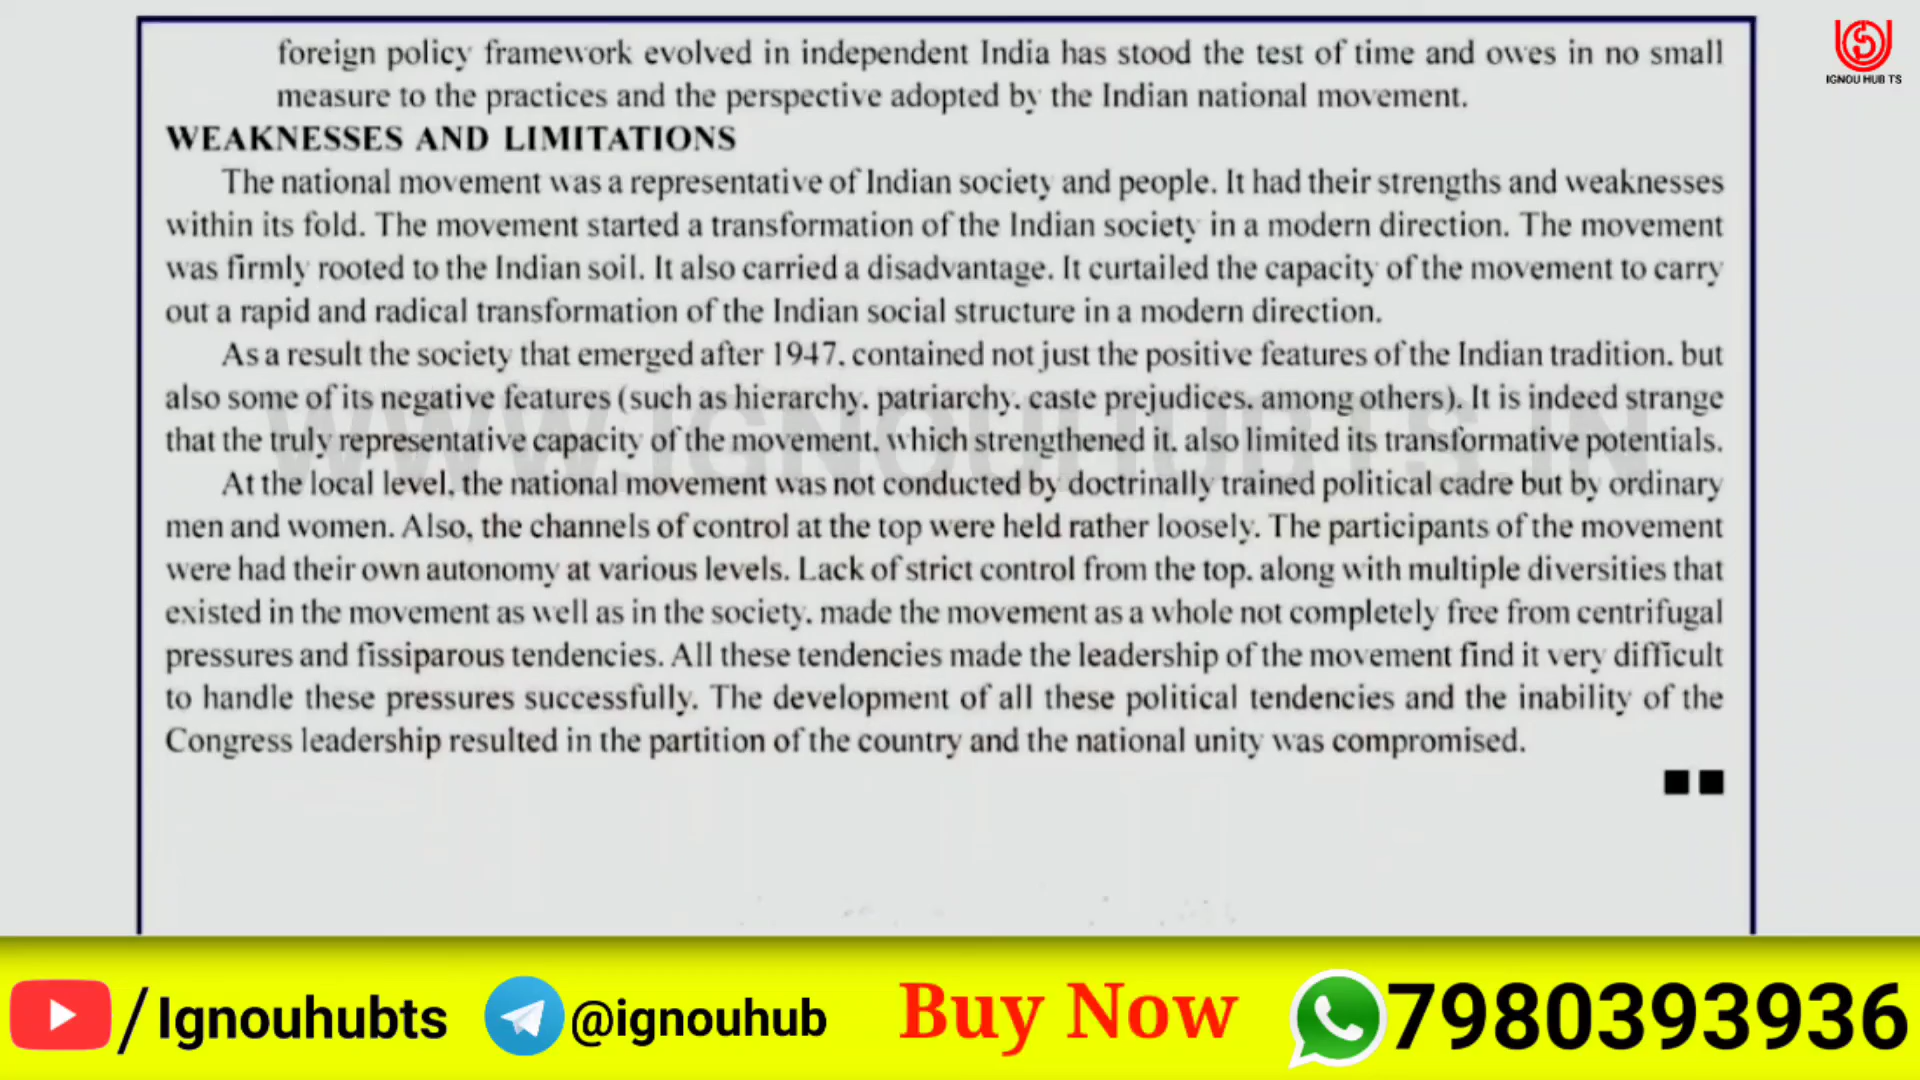 foreign policy framework evolved in independent India has stood the test of time and owes in no small
measure to the practices and the perspective adopted by the Indian national movement.
WEAKNESSES AND LIMITATIONS
The national movement was a representative of Indian society and people. It had their strengths and weaknesses
within its fold. The movement started a transformation of the Indian society in a modern direction. The movement
was firmly rooted to the Indian soil. It also carried a disadvantage. It curtailed the capacity of the movement to carry
out a rapid and radical transformation of the Indian social structure in a modern direction.
As a result the society that emerged after 1947, contained not just the positive features of the Indian tradition, but
also some of its negative features (such as hierarchy, patriarchy, caste prejudices, among others). It is indeed strange
that the truly representative capacity of the movement, which strengthened it, also limited its transformative potentials.
At the local level, the national movement was not conducted by doctrinally trained political cadre but by ordinary
men and women. Also, the channels of control at the top were held rather loosely. The participants of the movement
were had their own autonomy at various levels. Lack of strict control from the top, along with multiple diversities that
existed in the movement as well as in the society, made the movement as a whole not completely free from centrifugal
pressures and fissiparous tendencies. All these tendencies made the leadership of the movement find it very difficult
to handle these pressures successfully. The development of all these political tendencies and the inability of the
Congress leadership resulted in the partition of the country and the national unity was compromised.
WWW.IGNOUHUBTS.IN
IGNOU HUB TS
/Ignouhubts
@ignouhub
Buy Now
7980393936